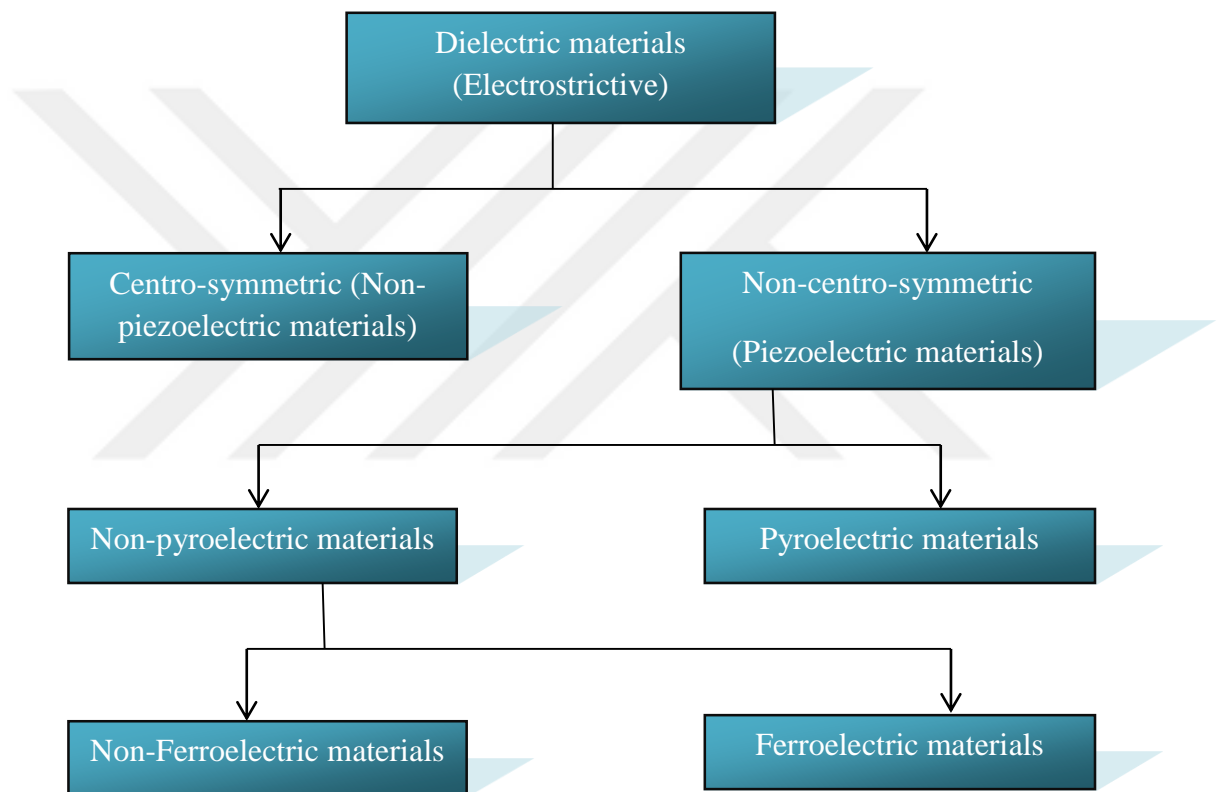 Dielectric materials
(Electrostrictive)
Centro-symmetric (Non-
piezoelectric materials)
Non-centro-symmetric
(Piezoelectric materials)
Non-pyroelectric materials
Pyroelectric materials
Non-Ferroelectric materials
Ferroelectric materials